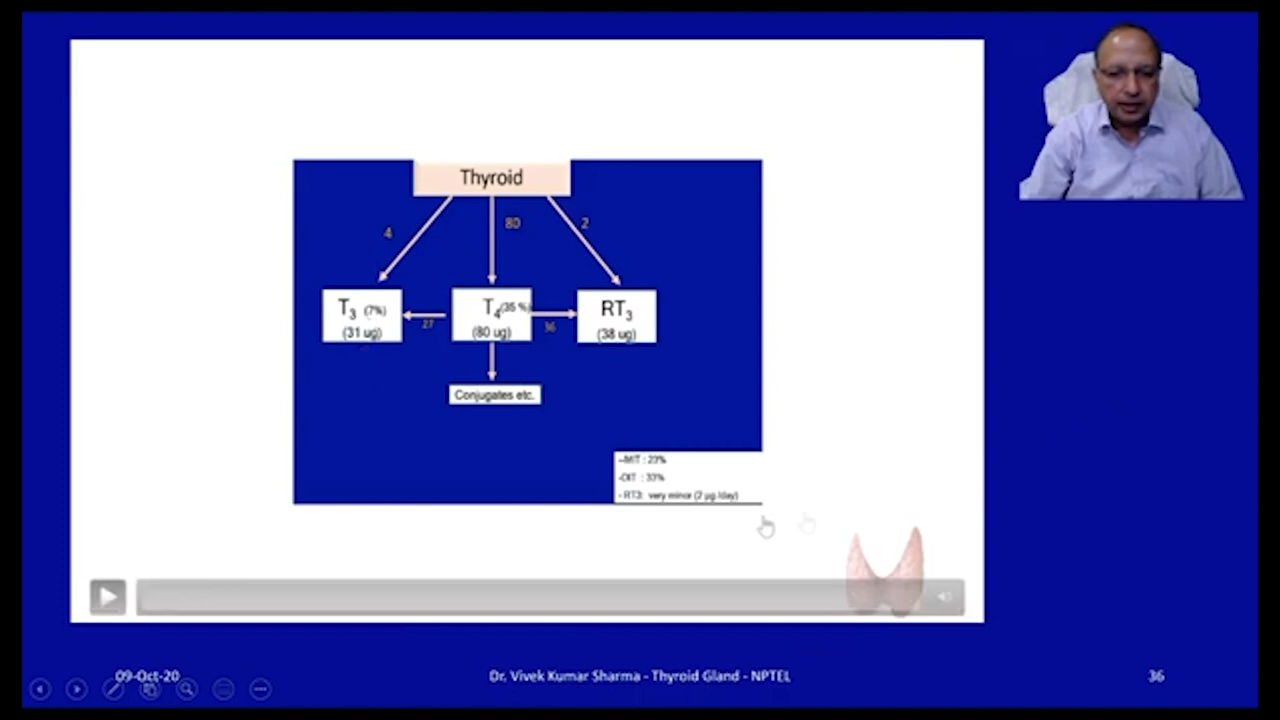 Thyroid
4
80
2
T3 (7%)
(31 ug)
27
T4(35 %)
(80 ug)
36
RT3
(38 ug)
Conjugates etc.
-MIT : 23%
-DIT : 33%
- RT3: very minor (2 µg /day)
09-Oct-20
Dr. Vivek Kumar Sharma - Thyroid Gland - NPTEL
36